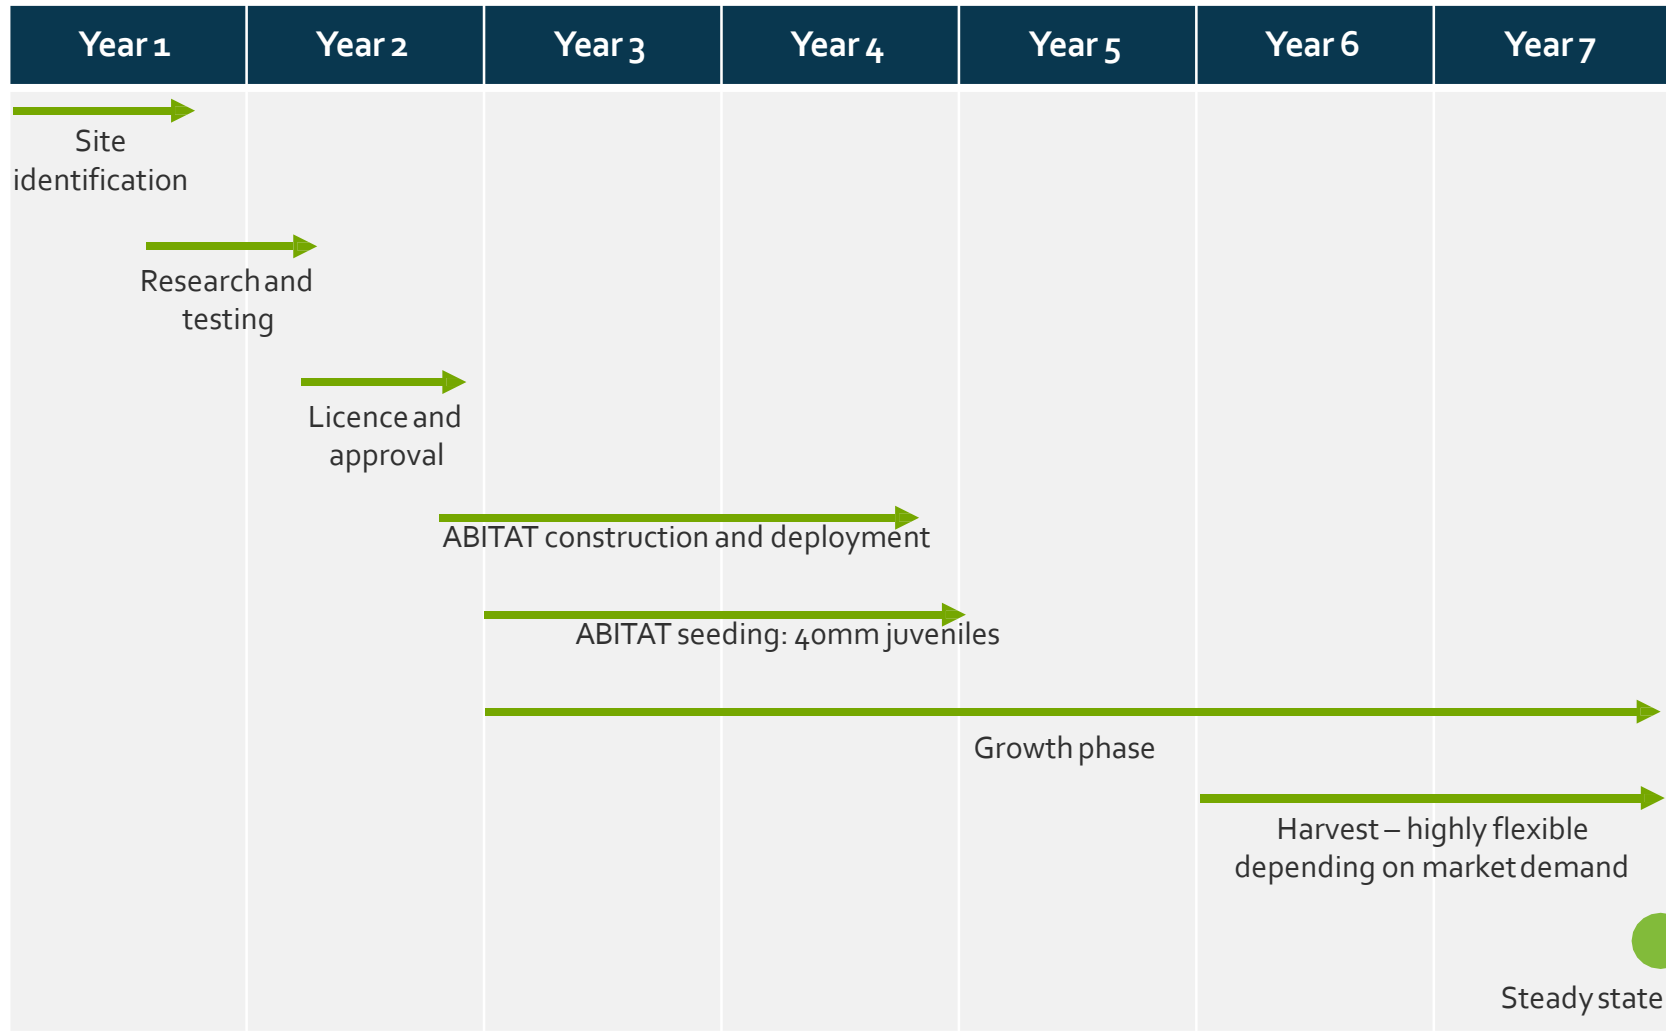 Year 1 Year 2 Year 3 Year 4 Year 5 Year 6 Year 7
Site
identification
Research and
testing
Licence and
approval
ABITAT construction and deployment
ABITAT seeding: 40mm juveniles
Growth phase
Harvest – highly flexible
depending on market demand
Steady state